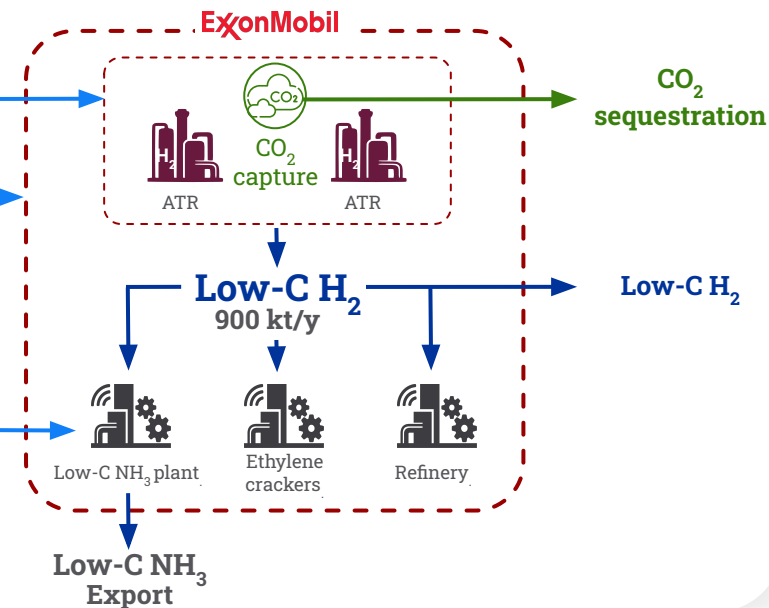 ExxonMobil
CO₂
CO₂
sequestration
H₂
CO₂
capture
H₂
ATR
ATR
Low-C H₂
900 kt/y
Low-C H₂
Low-C NH₃ plant
Ethylene
crackers
Refinery
Low-C NH₃
Export